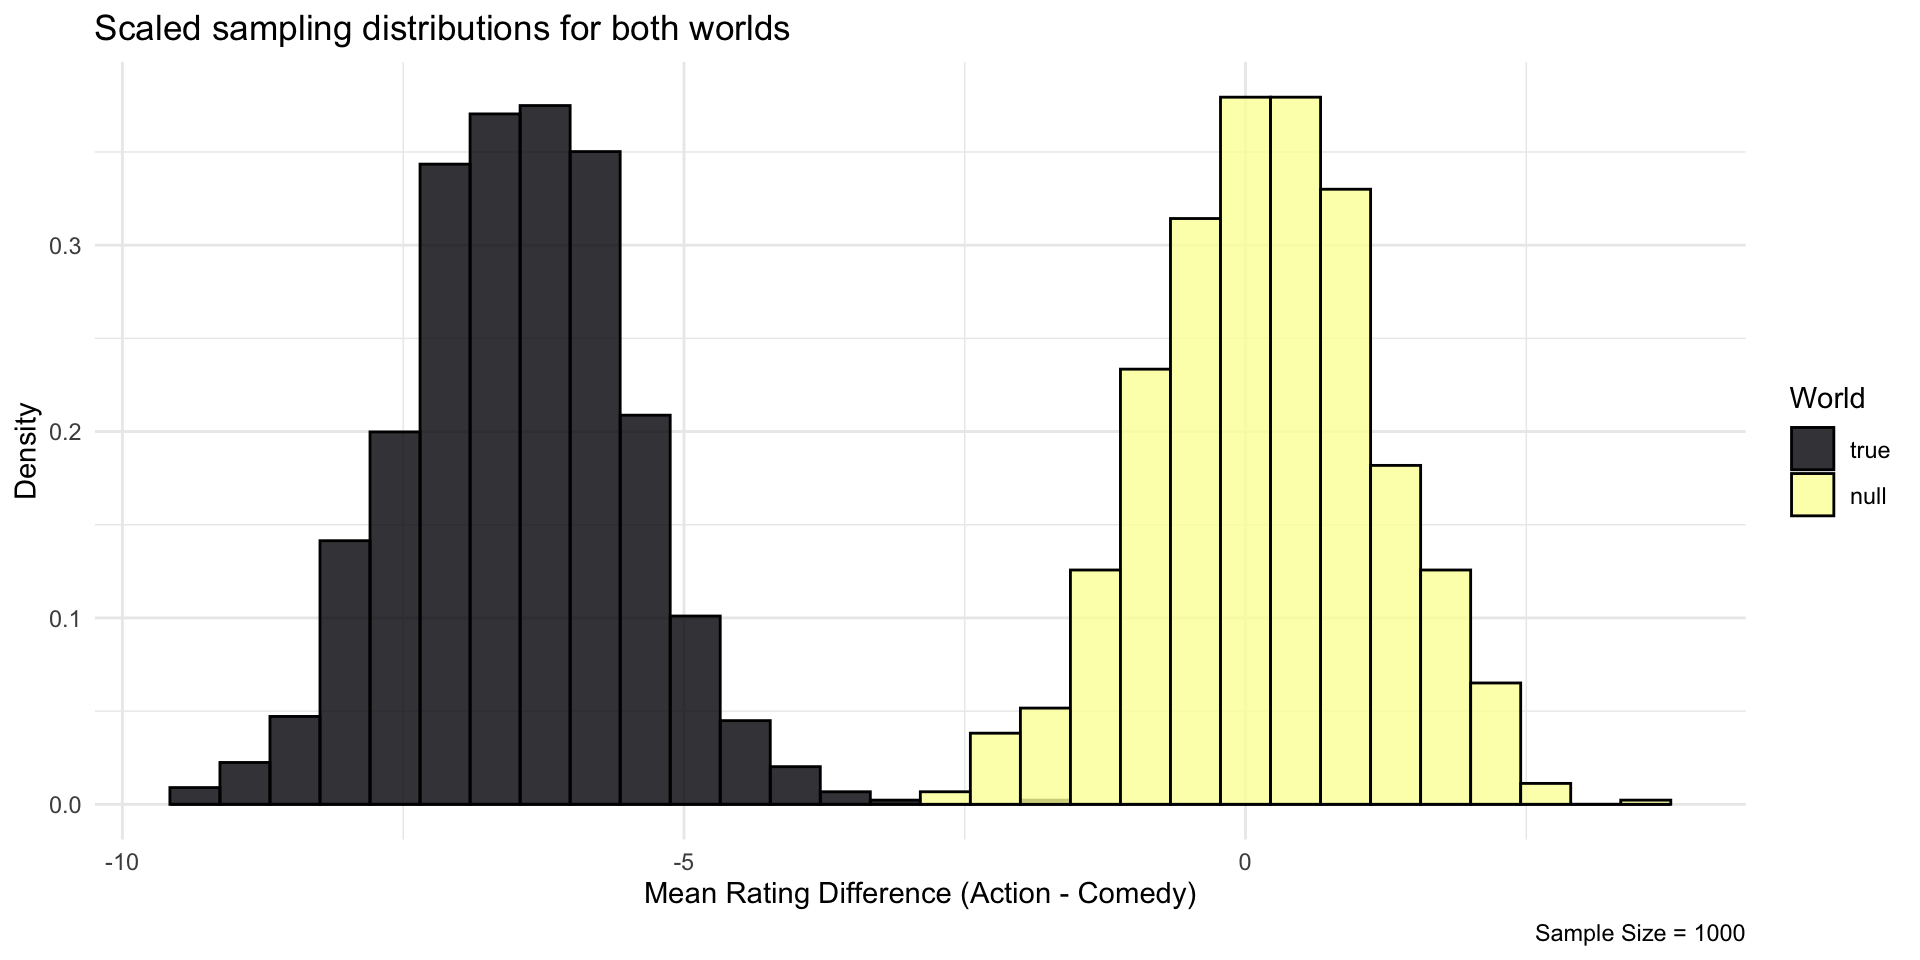 Scaled sampling distributions for both worlds
0.3
0.2
0.1
0.0
Density
-10
-5
0
Mean Rating Difference (Action - Comedy)
World
true
null
Sample Size = 1000